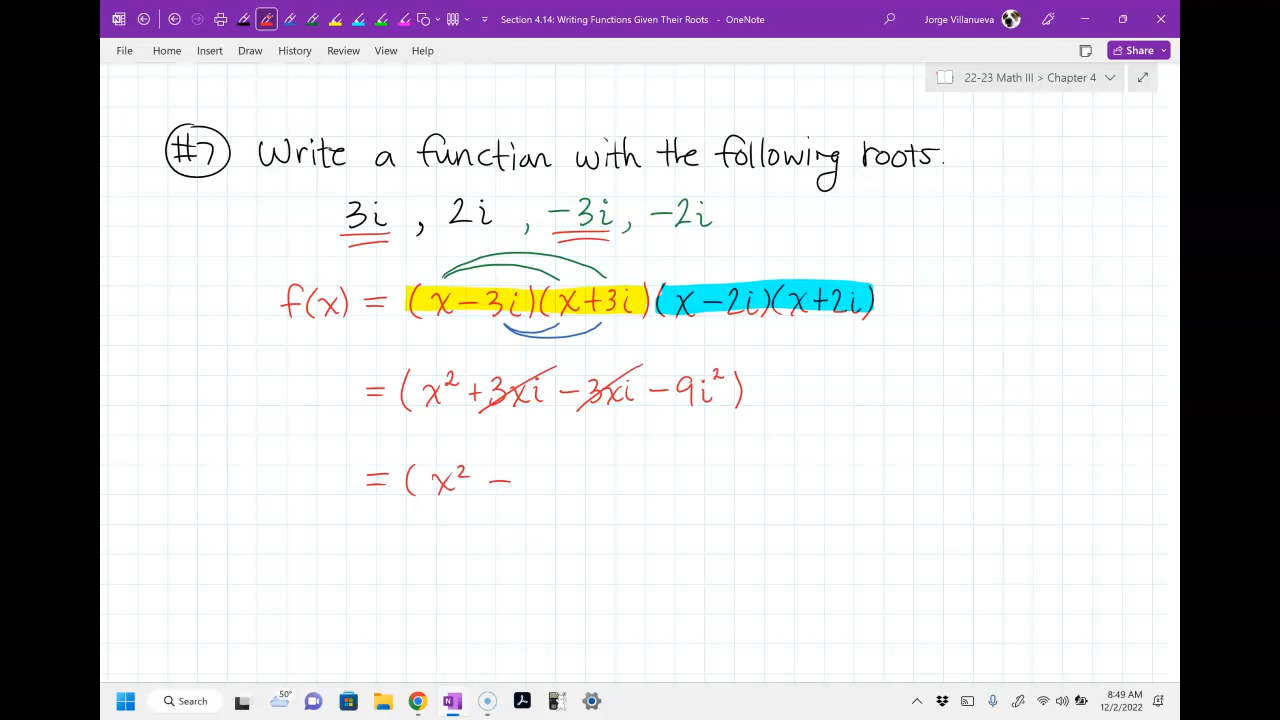 Section 4.14: Writing Functions Given Their Roots - OneNote
Jorge Villanueva
File Home Insert Draw History Review View Help
Share
22-23 Math III > Chapter 4
#7 Write a function with the following roots.
3i , 2i , -3i, -2i
f(x) = (x-3i)(x+3i)(x-2i)(x+2i)
= (x² +3xi -3xi -9i²)
= ( x² -
Search
50°
8:49 AM
12/2/2022